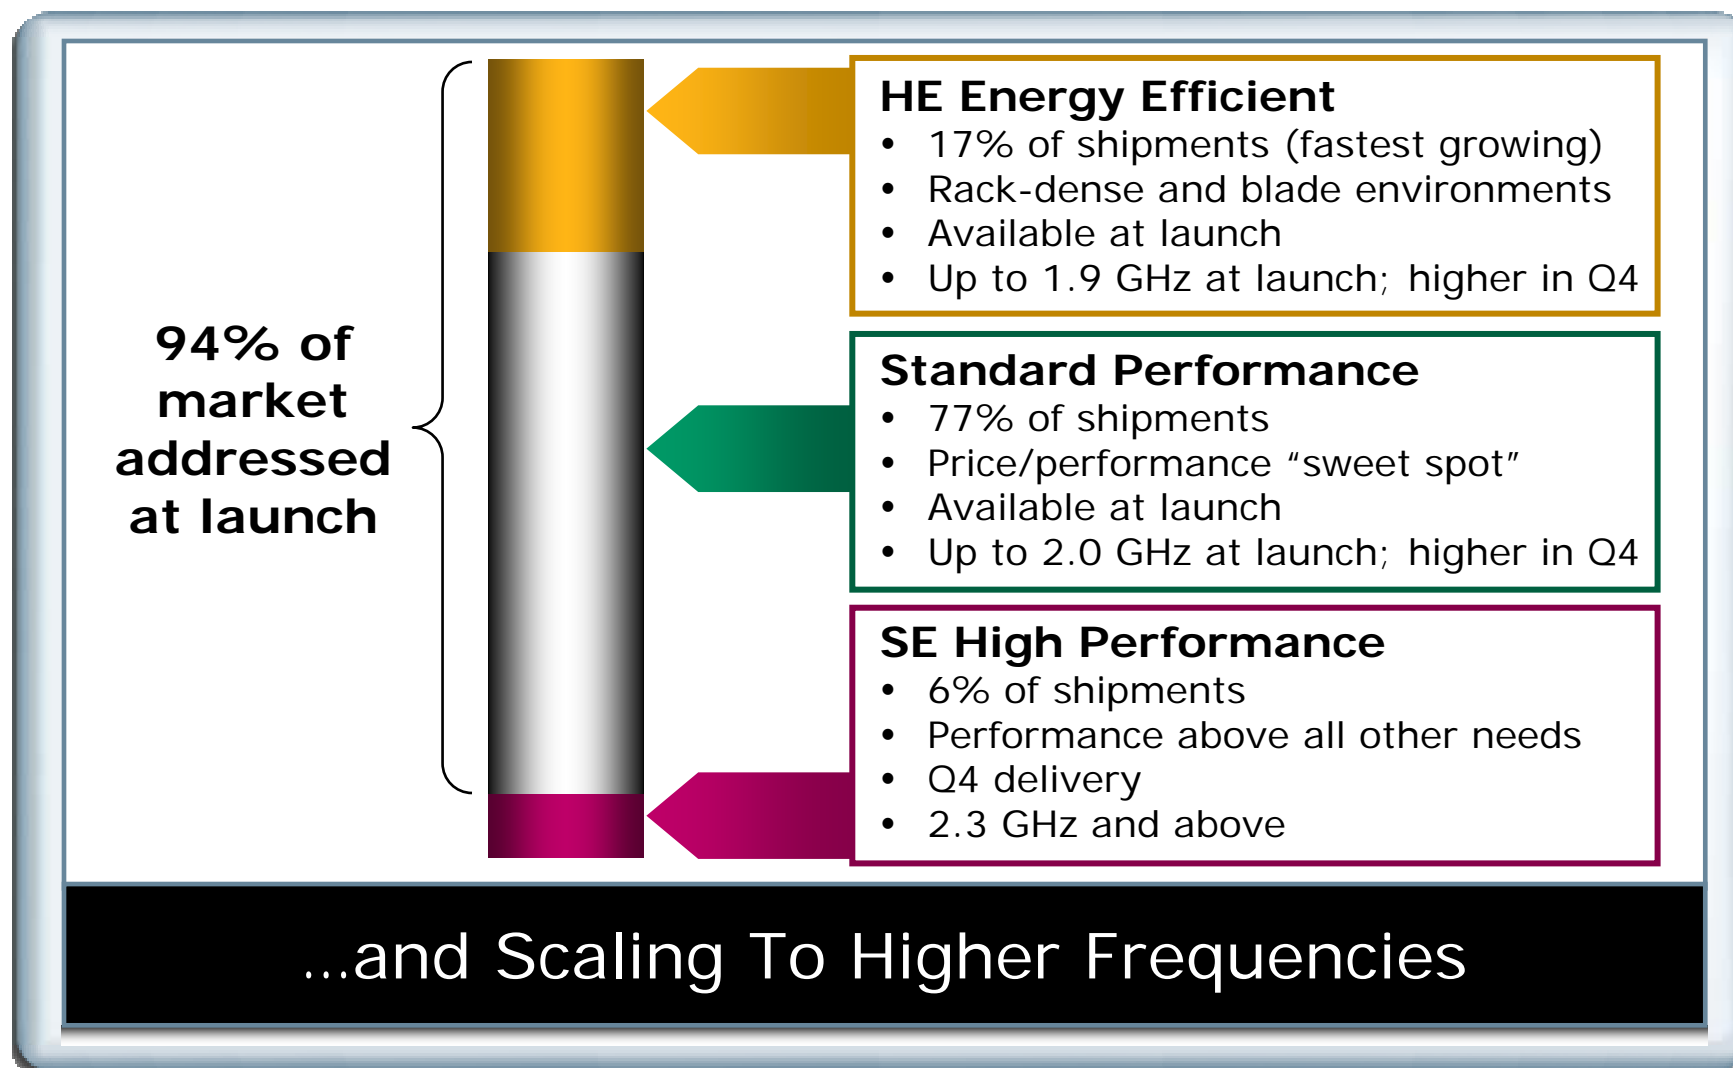 94% of
market
addressed
at launch
HE Energy Efficient
• 17% of shipments (fastest growing)
• Rack-dense and blade environments
• Available at launch
• Up to 1.9 GHz at launch; higher in Q4
Standard Performance
• 77% of shipments
• Price/performance “sweet spot”
• Available at launch
• Up to 2.0 GHz at launch; higher in Q4
SE High Performance
• 6% of shipments
• Performance above all other needs
• Q4 delivery
• 2.3 GHz and above
…and Scaling To Higher Frequencies